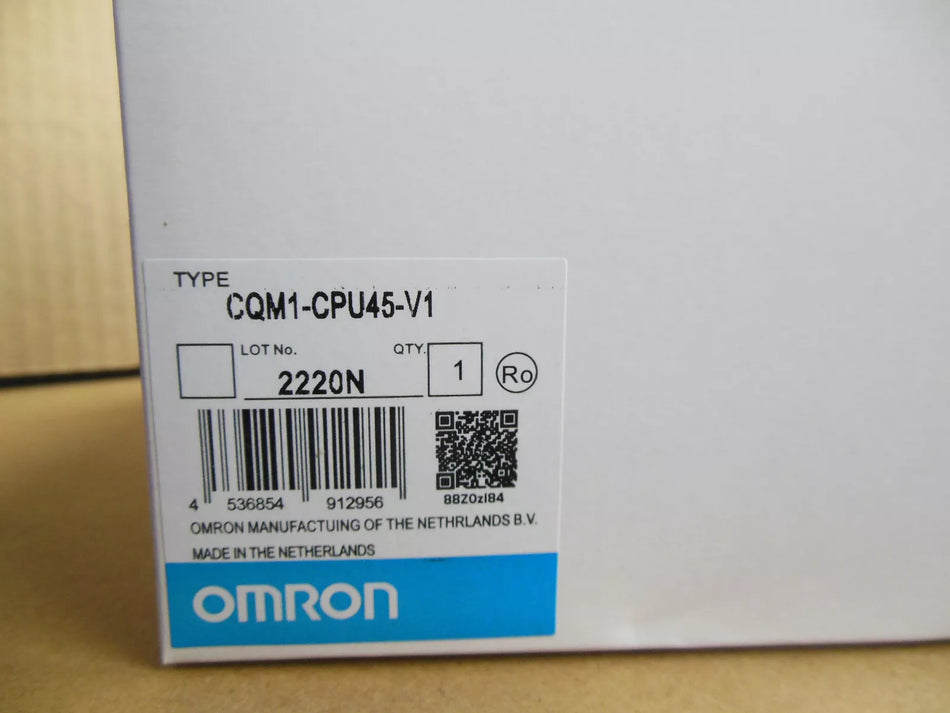 TYPE
CQM1-CPU45-V1
LOT No. QTY.
2220N 1 Ro
4 536854 912956
88Z0zI84
OMRON MANUFACTUING OF THE NETHRLANDS B.V.
MADE IN THE NETHERLANDS
OMRON